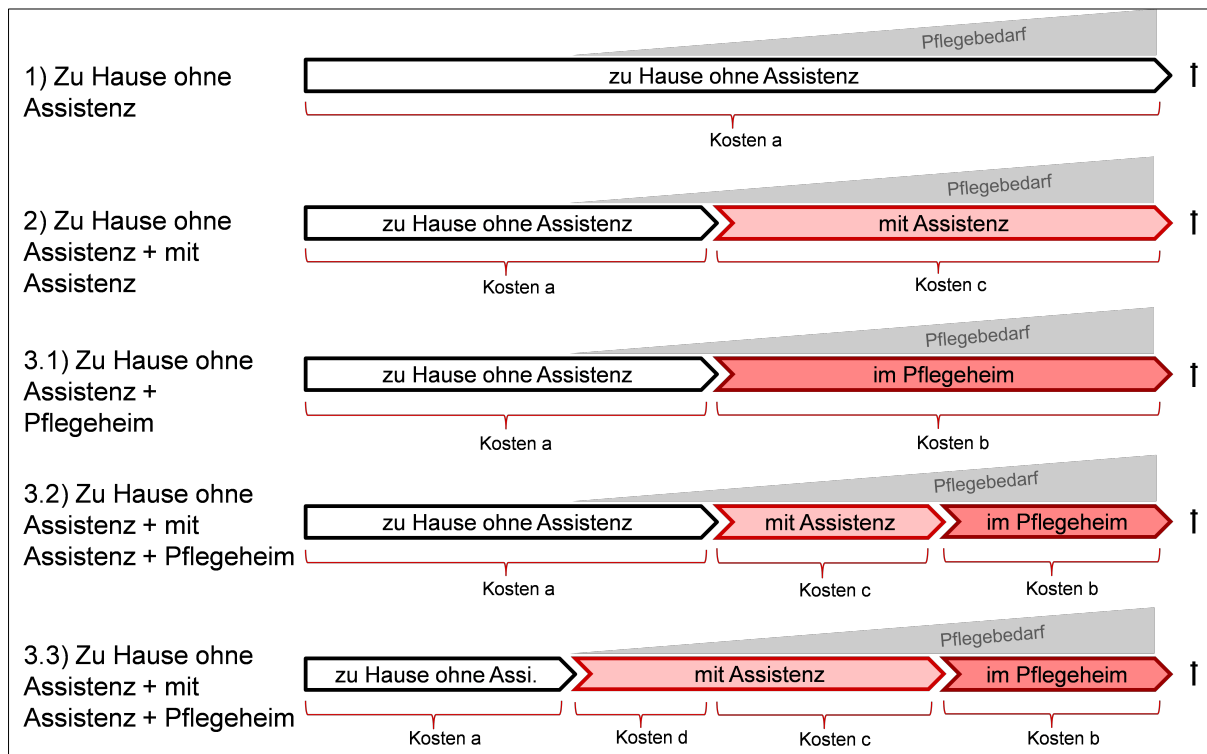 Pflegebedarf
1) Zu Hause ohne
Assistenz
zu Hause ohne Assistenz
†
Kosten a
Pflegebedarf
2) Zu Hause ohne
Assistenz + mit
Assistenz
zu Hause ohne Assistenz
mit Assistenz
†
Kosten a
Kosten c
Pflegebedarf
3.1) Zu Hause ohne
Assistenz +
Pflegeheim
zu Hause ohne Assistenz
im Pflegeheim
†
Kosten a
Kosten b
Pflegebedarf
3.2) Zu Hause ohne
Assistenz + mit
Assistenz + Pflegeheim
zu Hause ohne Assistenz
mit Assistenz
im Pflegeheim
†
Kosten a
Kosten c
Kosten b
Pflegebedarf
3.3) Zu Hause ohne
Assistenz + mit
Assistenz + Pflegeheim
zu Hause ohne Assi.
mit Assistenz
im Pflegeheim
†
Kosten a
Kosten d
Kosten c
Kosten b